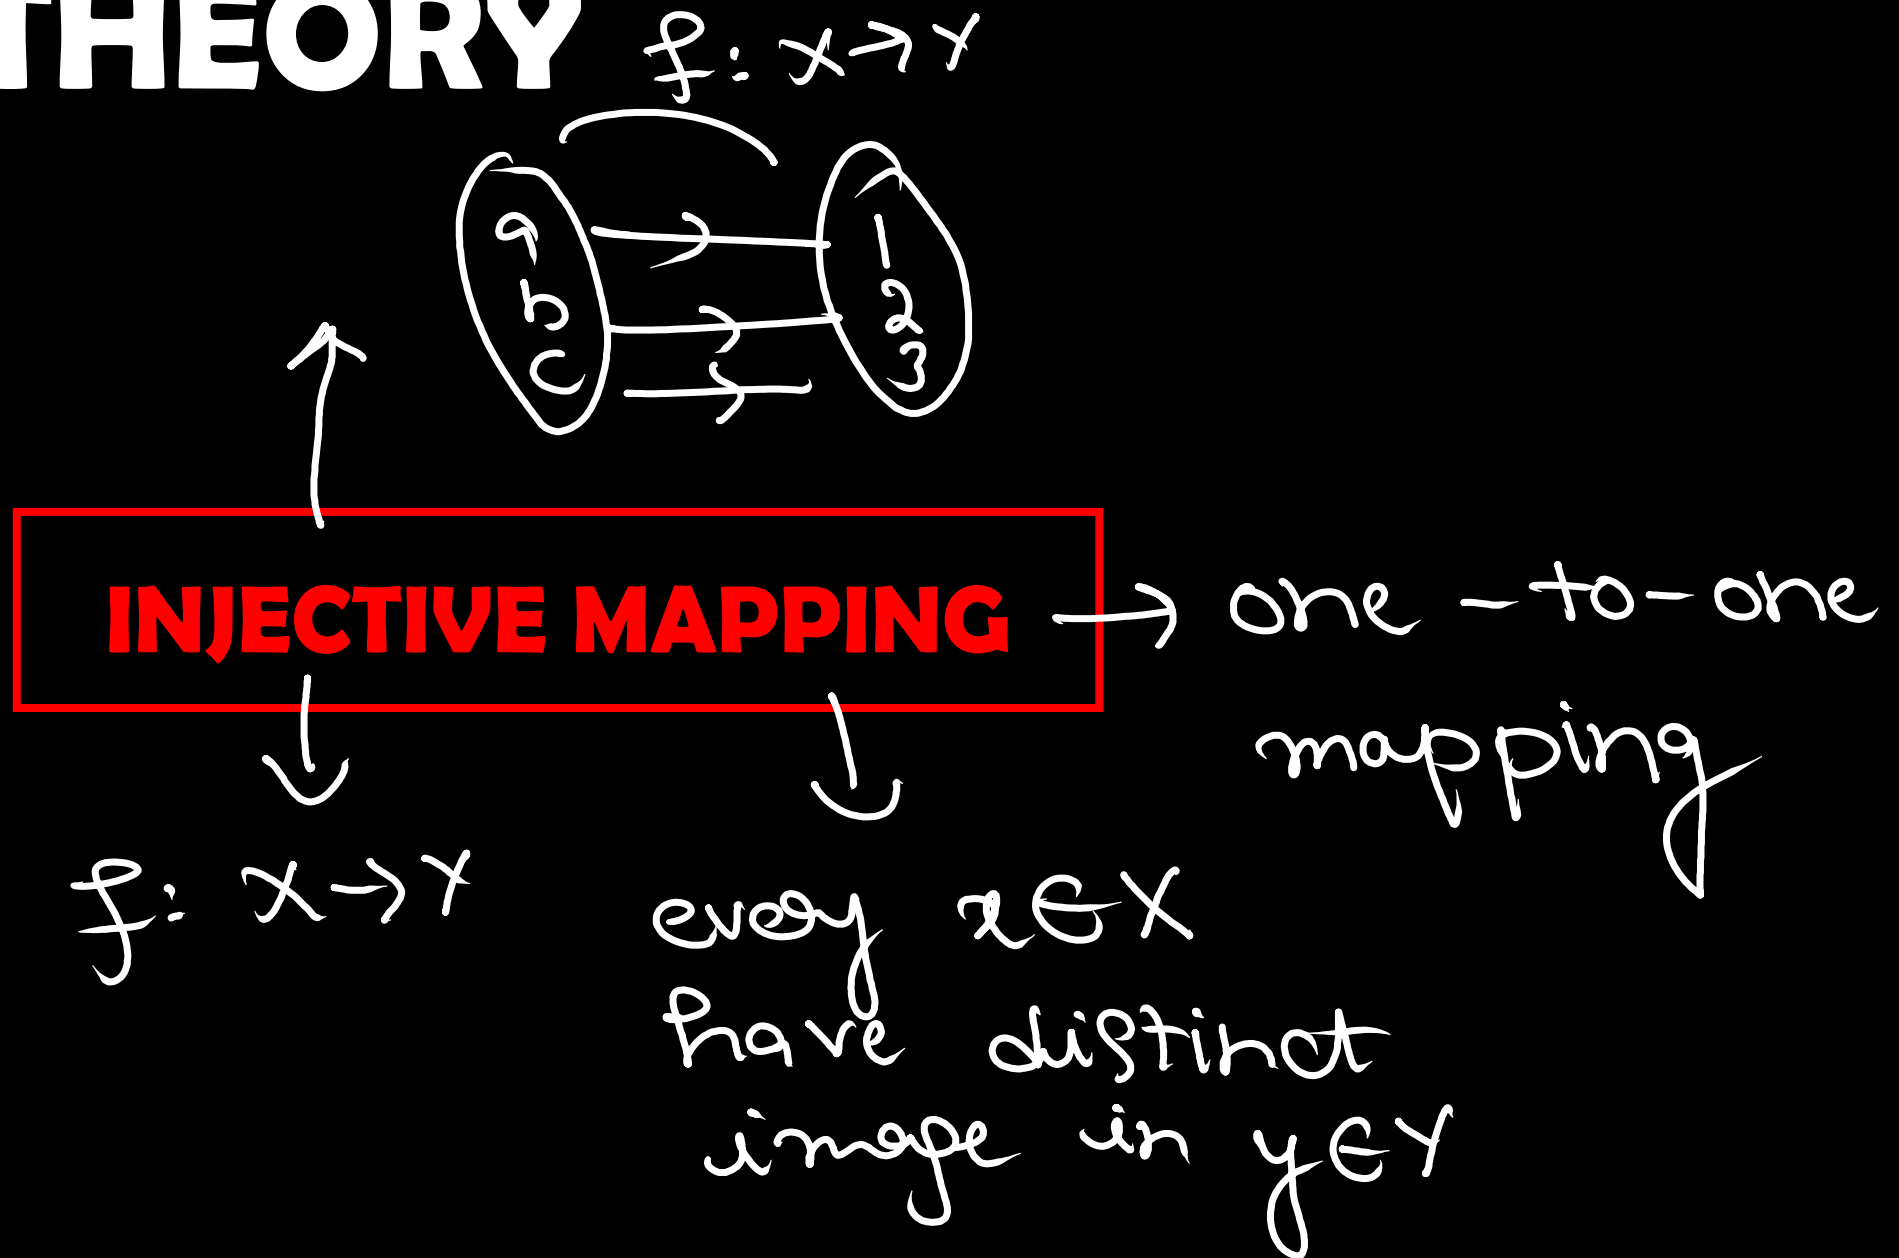 THEORY
f: X→Y
a
b
c
1
2
3
INJECTIVE MAPPING
one-to-one
mapping
f: X→Y
every x∈X
have distinct
image in y∈Y